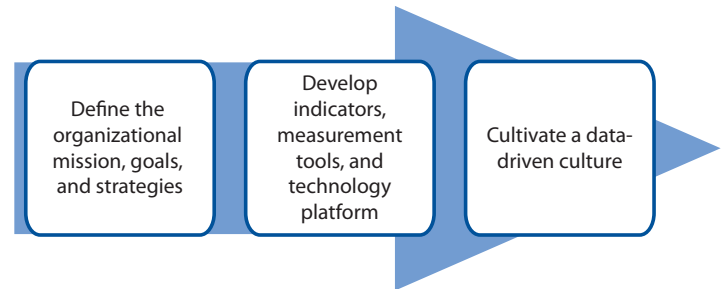 Define the
organizational
mission, goals,
and strategies
Develop
indicators,
measurement
tools, and
technology
platform
Cultivate a data-
driven culture